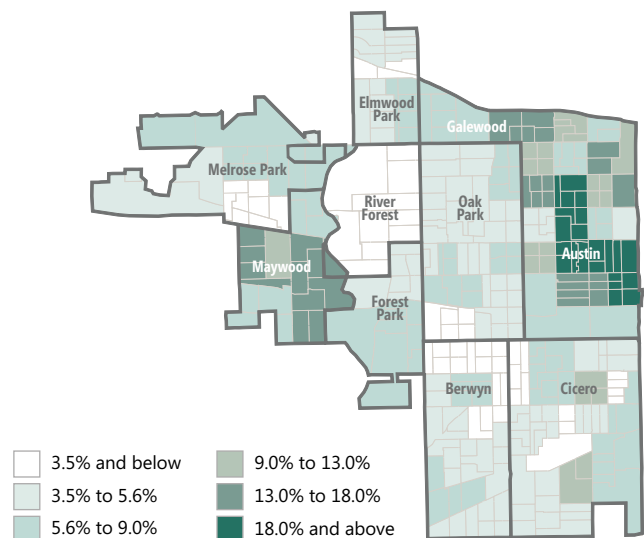 Elmwood
Park
Galewood
Melrose Park
River
Forest
Oak
Park
Austin
Maywood
Forest
Park
Berwyn
Cicero
3.5% and below
3.5% to 5.6%
5.6% to 9.0%
9.0% to 13.0%
13.0% to 18.0%
18.0% and above